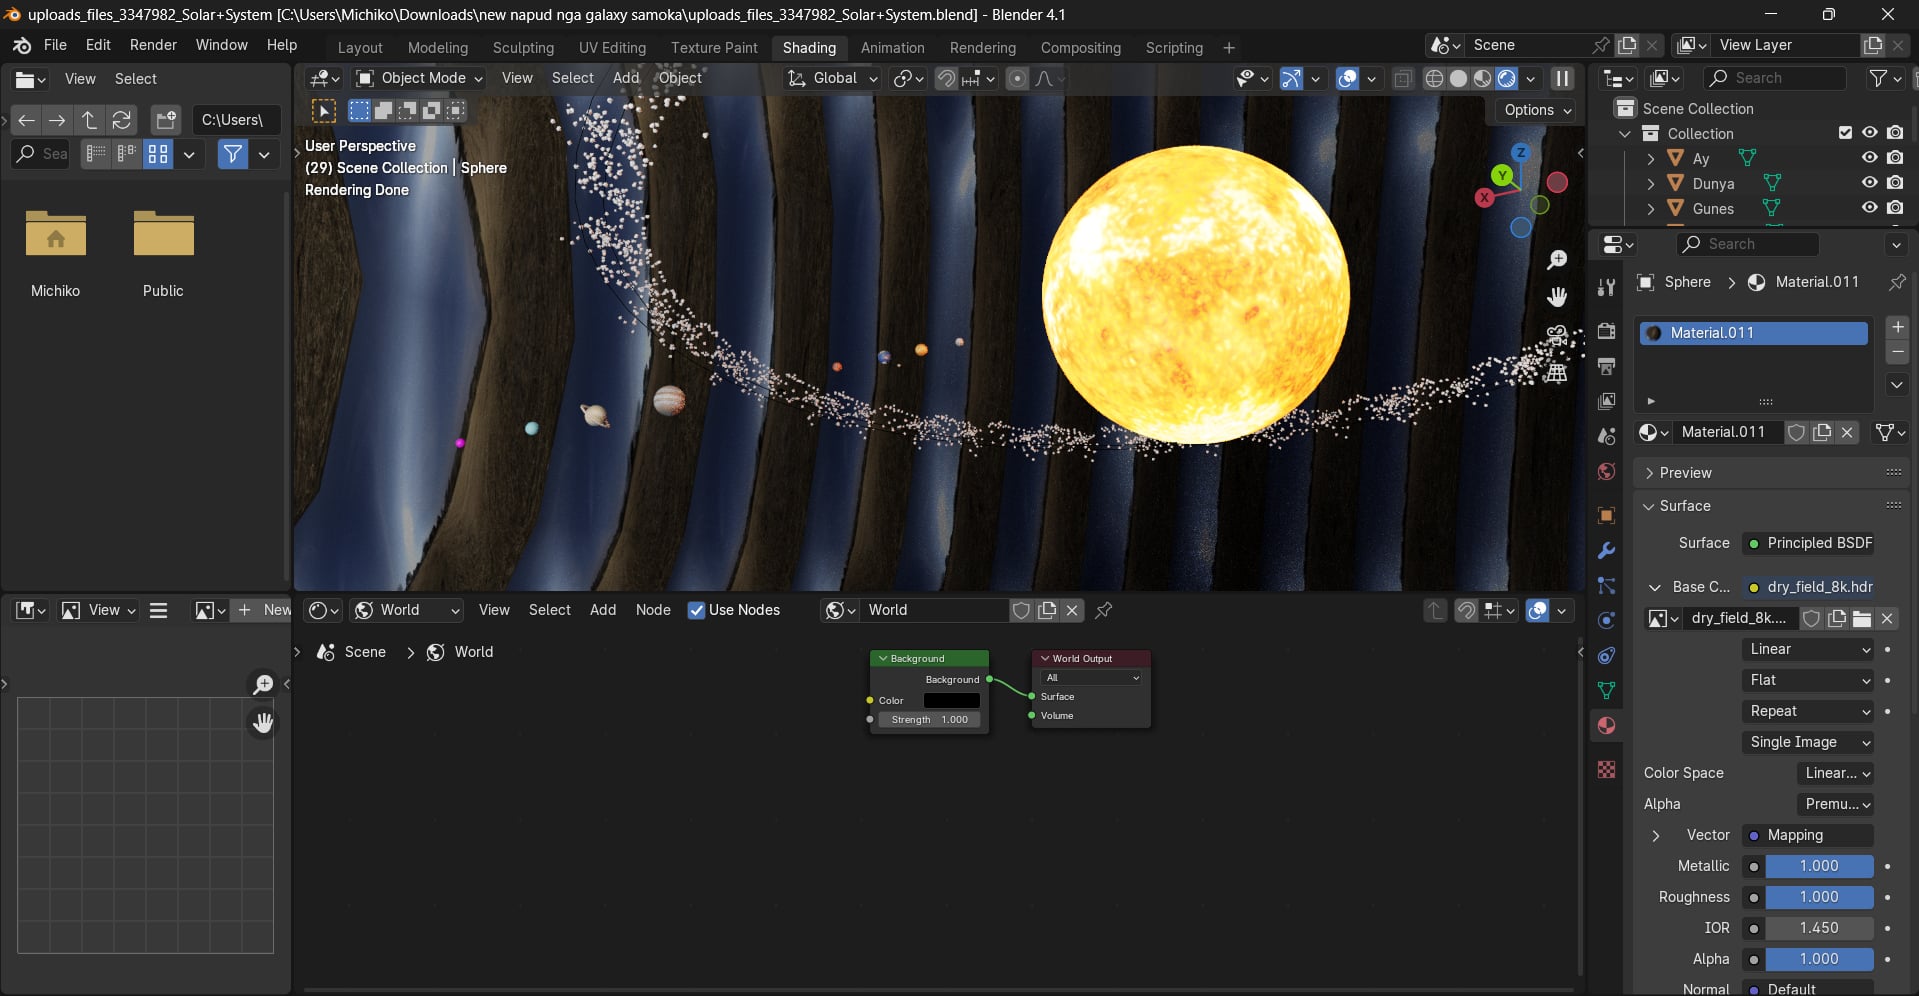 uploads_files_3347982_Solar+System [C:\Users\Michiko\Downloads\new napud nga galaxy samoka\uploads_files_3347982_Solar+System.blend] - Blender 4.1
File Edit Render Window Help Layout Modeling Sculpting UV Editing Texture Paint Shading Animation Rendering Compositing Scripting + Scene View Layer
View Select
Object Mode View Select Add Object Global
Search
C:\Users\
Options
Sea
User Perspective
(29) Scene Collection | Sphere
Rendering Done
Z
Y
X
Michiko
Public
Scene Collection
Collection
Ay
Dunya
Gunes
Search
Sphere Material.011
Material.011
Material.011
Preview
Surface
Surface Principled BSDF
Base C... dry_field_8k.hdr
dry_field_8k....
Linear
Flat
Repeat
Single Image
Color Space Linear...
Alpha Premu...
Vector Mapping
Metallic 1.000
Roughness 1.000
IOR 1.450
Alpha 1.000
Normal Default
View + New
World View Select Add Node Use Nodes World
Scene World
Background
Background
Color
Strength 1.000
World Output
All
Surface
Volume